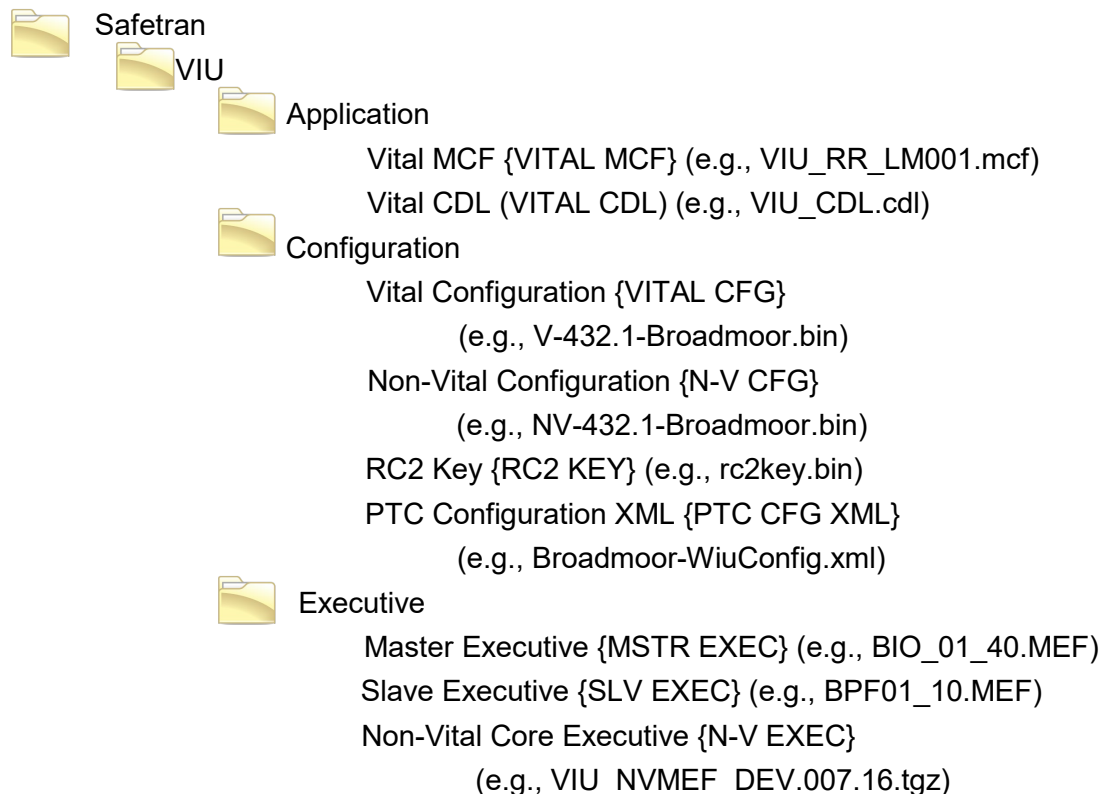 Safetran
VIU
Application
Vital MCF {VITAL MCF} (e.g., VIU_RR_LM001.mcf)
Vital CDL (VITAL CDL) (e.g., VIU_CDL.cdl)
Configuration
Vital Configuration {VITAL CFG}
(e.g., V-432.1-Broadmoor.bin)
Non-Vital Configuration {N-V CFG}
(e.g., NV-432.1-Broadmoor.bin)
RC2 Key {RC2 KEY} (e.g., rc2key.bin)
PTC Configuration XML {PTC CFG XML}
(e.g., Broadmoor-WiuConfig.xml)
Executive
Master Executive {MSTR EXEC} (e.g., BIO_01_40.MEF)
Slave Executive {SLV EXEC} (e.g., BPF01_10.MEF)
Non-Vital Core Executive {N-V EXEC}
(e.g., VIU_NVMEF_DEV.007.16.tgz)